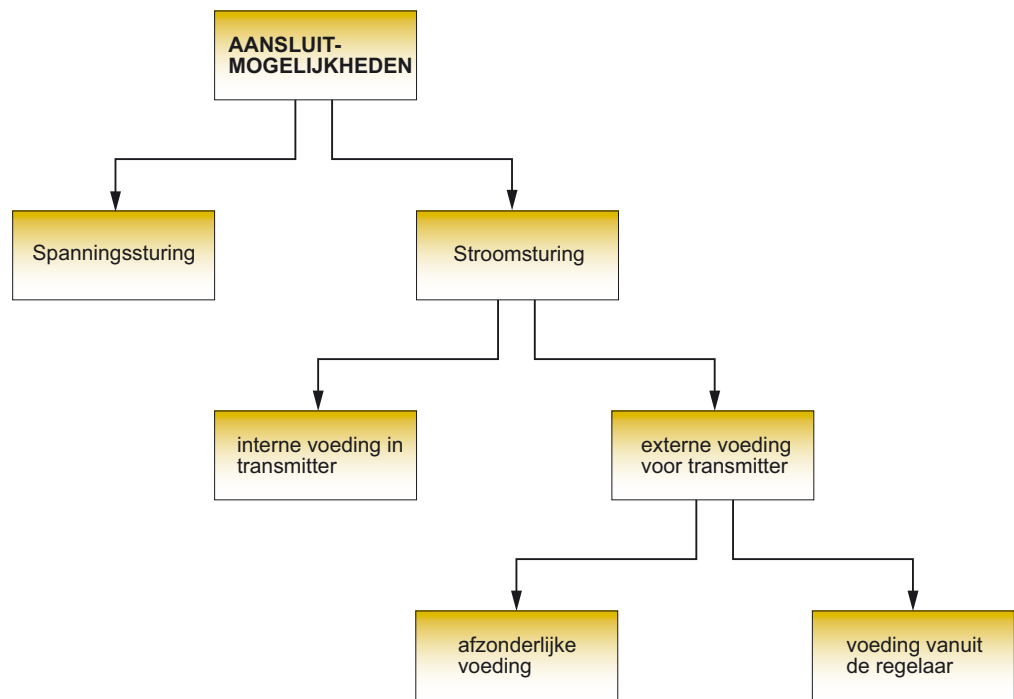 AANSLUIT-
MOGELIJKHEDEN
Spanningssturing
Stroomsturing
interne voeding in
transmitter
externe voeding
voor transmitter
afzonderlijke
voeding
voeding vanuit
de regelaar